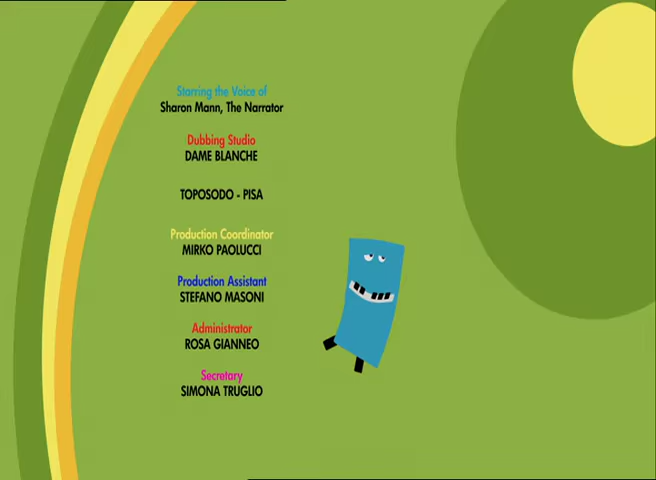 Starring the Voice of
Sharon Mann, The Narrator
Dubbing Studio
DAME BLANCHE
TOPOSODO - PISA
Production Coordinator
MIRKO PAOLUCCI
Production Assistant
STEFANO MASONI
Administrator
ROSA GIANNEO
Secretary
SIMONA TRUGLIO